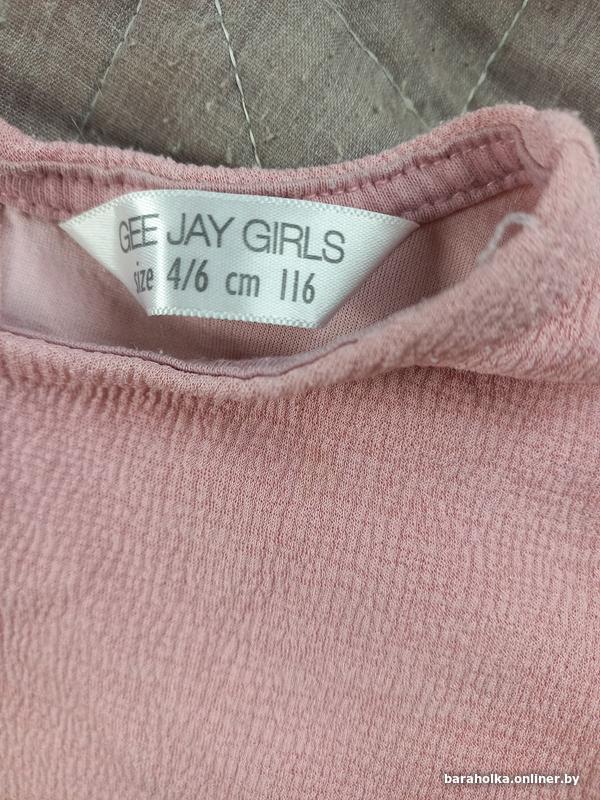 GEE JAY GIRLS
size 4/6 cm 116
baraholka.onliner.by